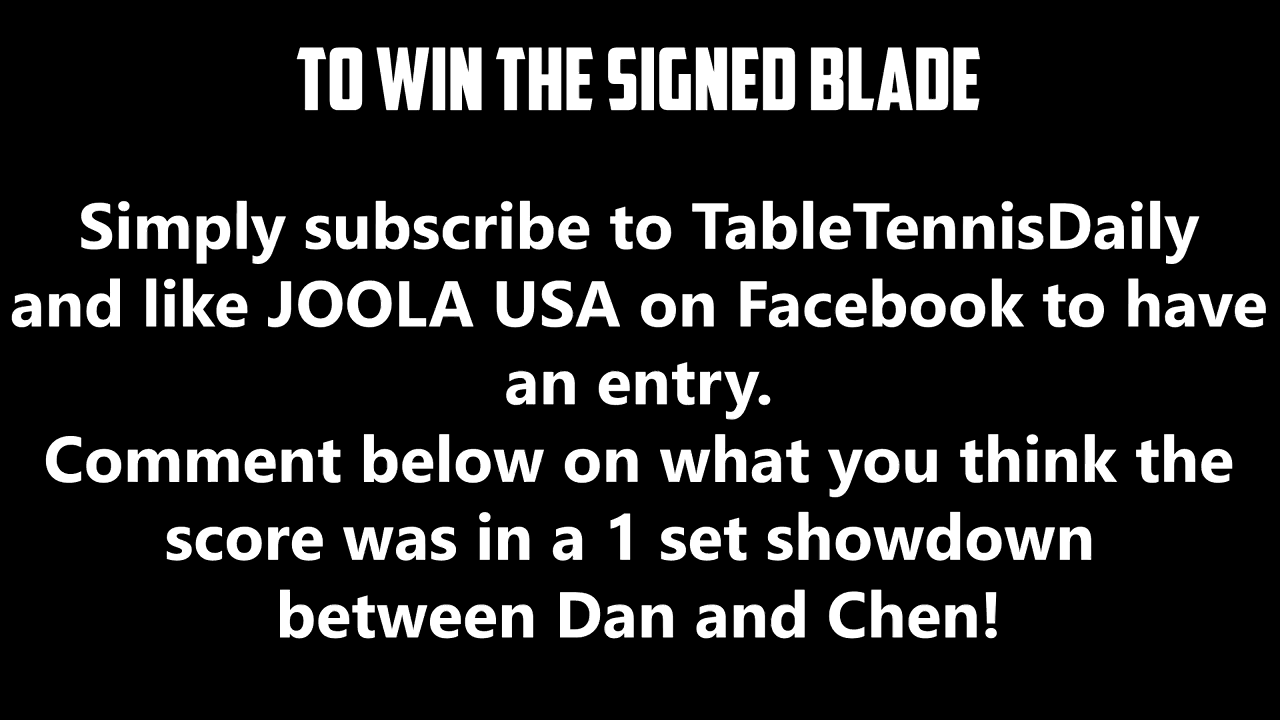 TO WIN THE SIGNED BLADE
Simply subscribe to TableTennisDaily
and like JOOLA USA on Facebook to have
an entry.
Comment below on what you think the
score was in a 1 set showdown
between Dan and Chen!